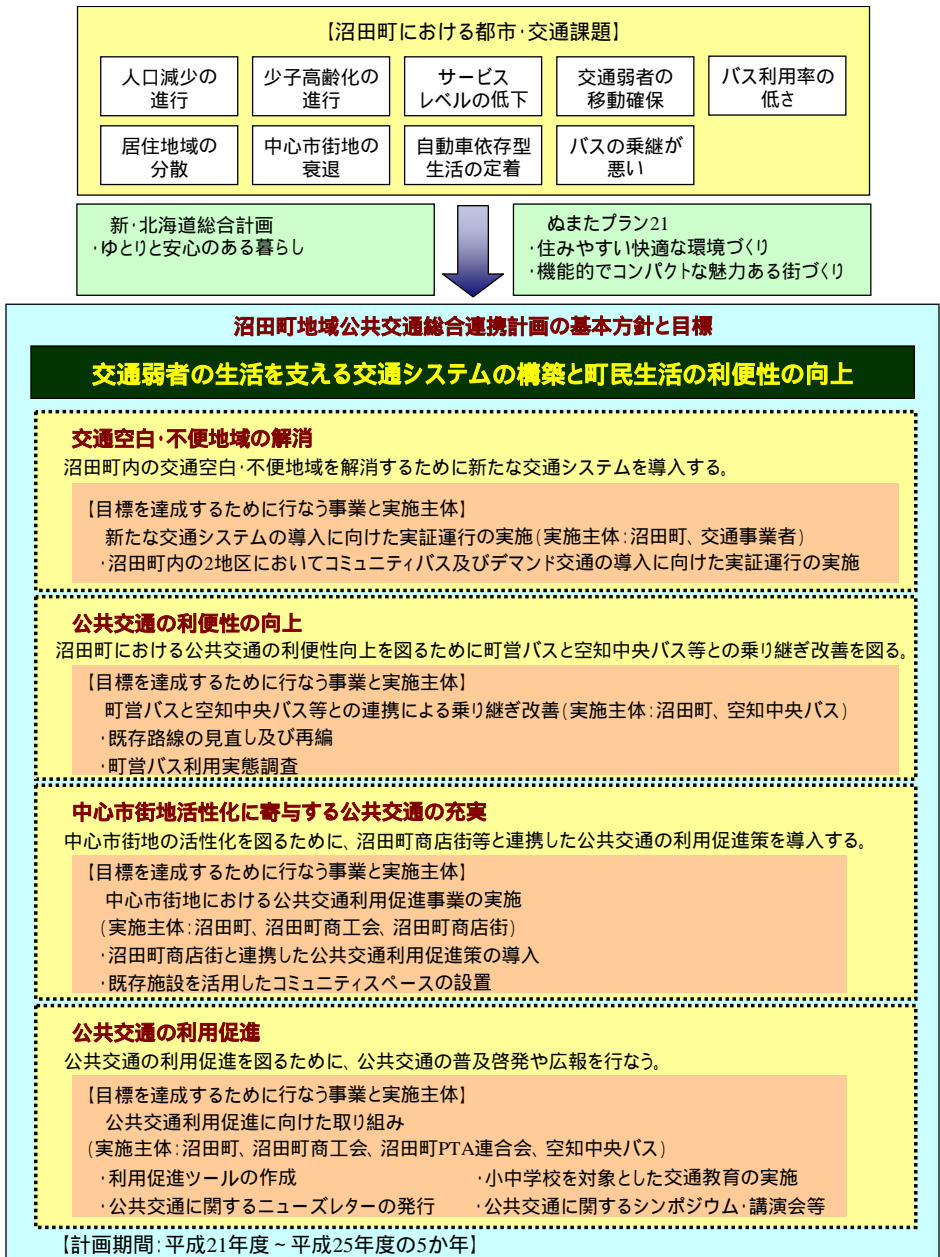 【沼田町における都市・交通課題】
人口減少の
進行
少子高齢化の
進行
サービス
レベルの低下
交通弱者の
移動確保
バス利用率の
低さ
居住地域の
分散
中心市街地の
衰退
自動車依存型
生活の定着
バスの乗継が
悪い
新・北海道総合計画
・ゆとりと安心のある暮らし
ぬまたプラン21
・住みやすい快適な環境づくり
・機能的でコンパクトな魅力ある街づくり
沼田町地域公共交通総合連携計画の基本方針と目標
交通弱者の生活を支える交通システムの構築と町民生活の利便性の向上
交通空白・不便地域の解消
沼田町内の交通空白・不便地域を解消するために新たな交通システムを導入する。
【目標を達成するために行なう事業と実施主体】
新たな交通システムの導入に向けた実証運行の実施(実施主体:沼田町、交通事業者)
・沼田町内の2地区においてコミュニティバス及びデマンド交通の導入に向けた実証運行の実施
公共交通の利便性の向上
沼田町における公共交通の利便性向上を図るために町営バスと空知中央バス等との乗り継ぎ改善を図る。
【目標を達成するために行なう事業と実施主体】
町営バスと空知中央バス等との連携による乗り継ぎ改善(実施主体:沼田町、空知中央バス)
・既存路線の見直し及び再編
・町営バス利用実態調査
中心市街地活性化に寄与する公共交通の充実
中心市街地の活性化を図るために、沼田町商店街等と連携した公共交通の利用促進策を導入する。
【目標を達成するために行なう事業と実施主体】
中心市街地における公共交通利用促進事業の実施
(実施主体:沼田町、沼田町商工会、沼田町商店街)
・沼田町商店街と連携した公共交通利用促進策の導入
・既存施設を活用したコミュニティスペースの設置
公共交通の利用促進
公共交通の利用促進を図るために、公共交通の普及啓発や広報を行なう。
【目標を達成するために行なう事業と実施主体】
公共交通利用促進に向けた取り組み
(実施主体:沼田町、沼田町商工会、沼田町PTA連合会、空知中央バス)
・利用促進ツールの作成 ・小中学校を対象とした交通教育の実施
・公共交通に関するニューズレターの発行 ・公共交通に関するシンポジウム・講演会等
【計画期間:平成21年度~平成25年度の5か年】